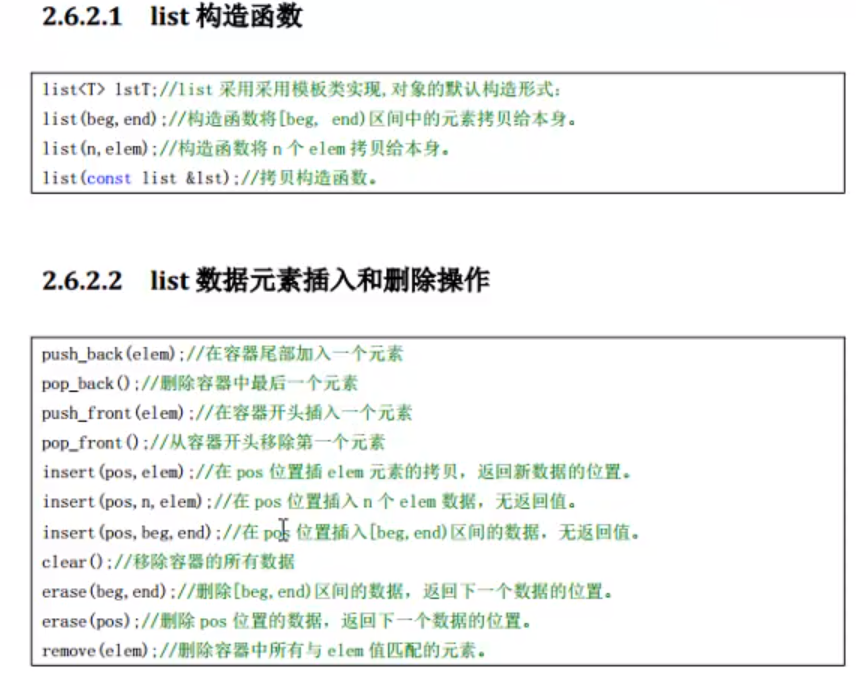 2.6.2.1 list 构造函数
list<T> lstT;//list 采用采用模板类实现,对象的默认构造形式:
list(beg,end);//构造函数将[beg, end)区间中的元素拷贝给本身。
list(n,elem);//构造函数将 n 个 elem 拷贝给本身。
list(const list &lst);//拷贝构造函数。
2.6.2.2 list 数据元素插入和删除操作
push_back(elem);//在容器尾部加入一个元素
pop_back();//删除容器中最后一个元素
push_front(elem);//在容器开头插入一个元素
pop_front();//从容器开头移除第一个元素
insert(pos,elem);//在 pos 位置插 elem 元素的拷贝，返回新数据的位置。
insert(pos,n,elem);//在 pos 位置插入 n 个 elem 数据，无返回值。
insert(pos,beg,end);//在 pos 位置插入[beg,end)区间的数据，无返回值。
clear();//移除容器的所有数据
erase(beg,end);//删除[beg,end)区间的数据，返回下一个数据的位置。
erase(pos);//删除 pos 位置的数据，返回下一个数据的位置。
remove(elem);//删除容器中所有与 elem 值匹配的元素。